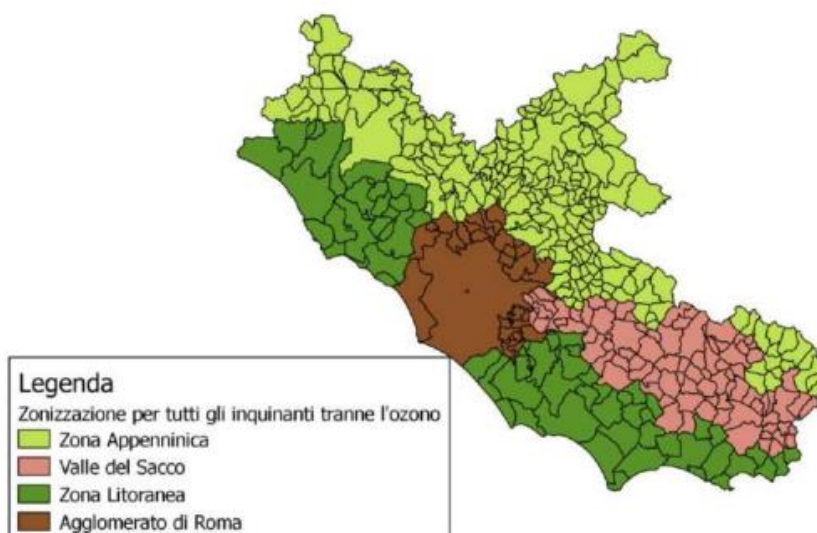 Legenda
Zonizzazione per tutti gli inquinanti tranne l'ozono
Zona Appenninica
Valle del Sacco
Zona Litoranea
Agglomerato di Roma